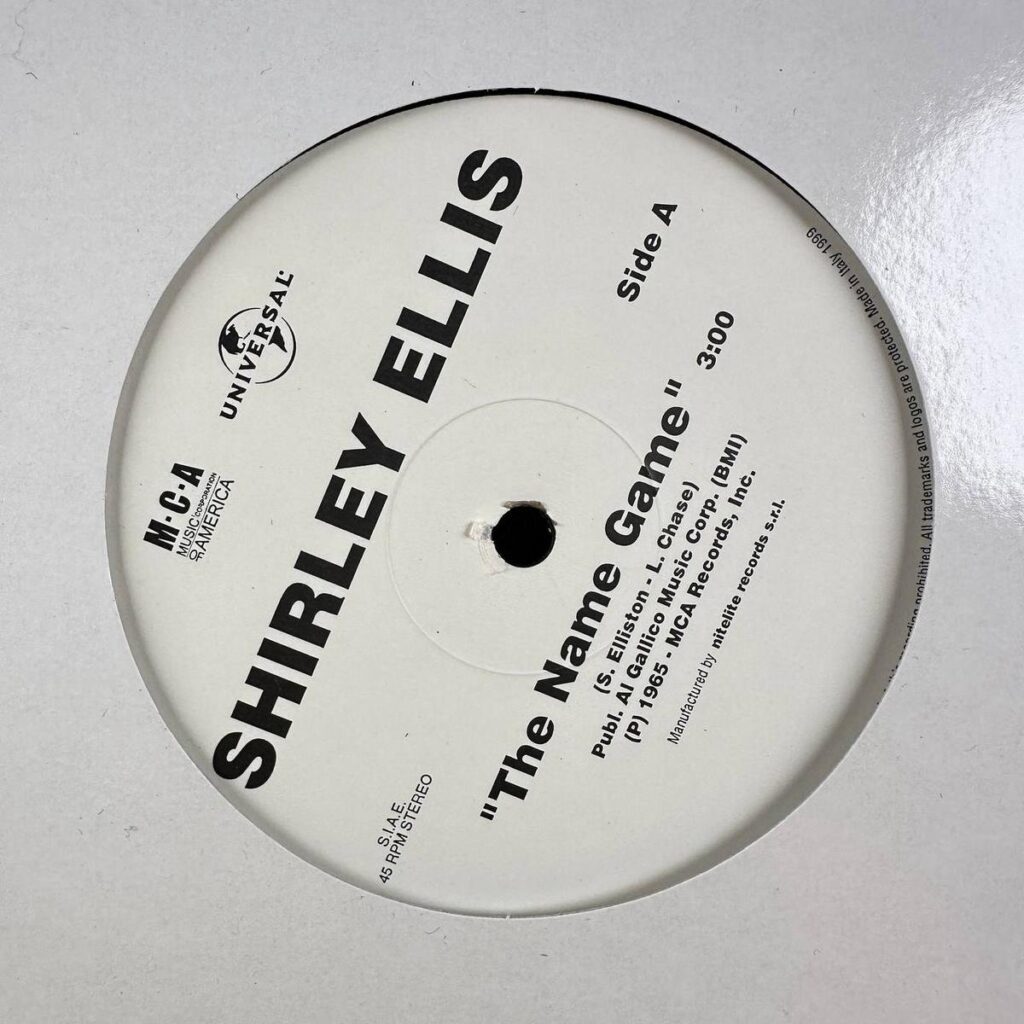 M·C·A
MUSIC CORPORATION
OF AMERICA
UNIVERSAL
SHIRLEY ELLIS
S.I.A.E.
45 RPM STEREO
Side A
"The Name Game" 3:00
(S. Elliston - L. Chase)
Publ. Al Gallico Music Corp. (BMI)
(P) 1965 - MCA Records, Inc.
Manufactured by nitelite records s.r.l.
prohibited. All trademarks and logos are protected. Made in Italy 1999